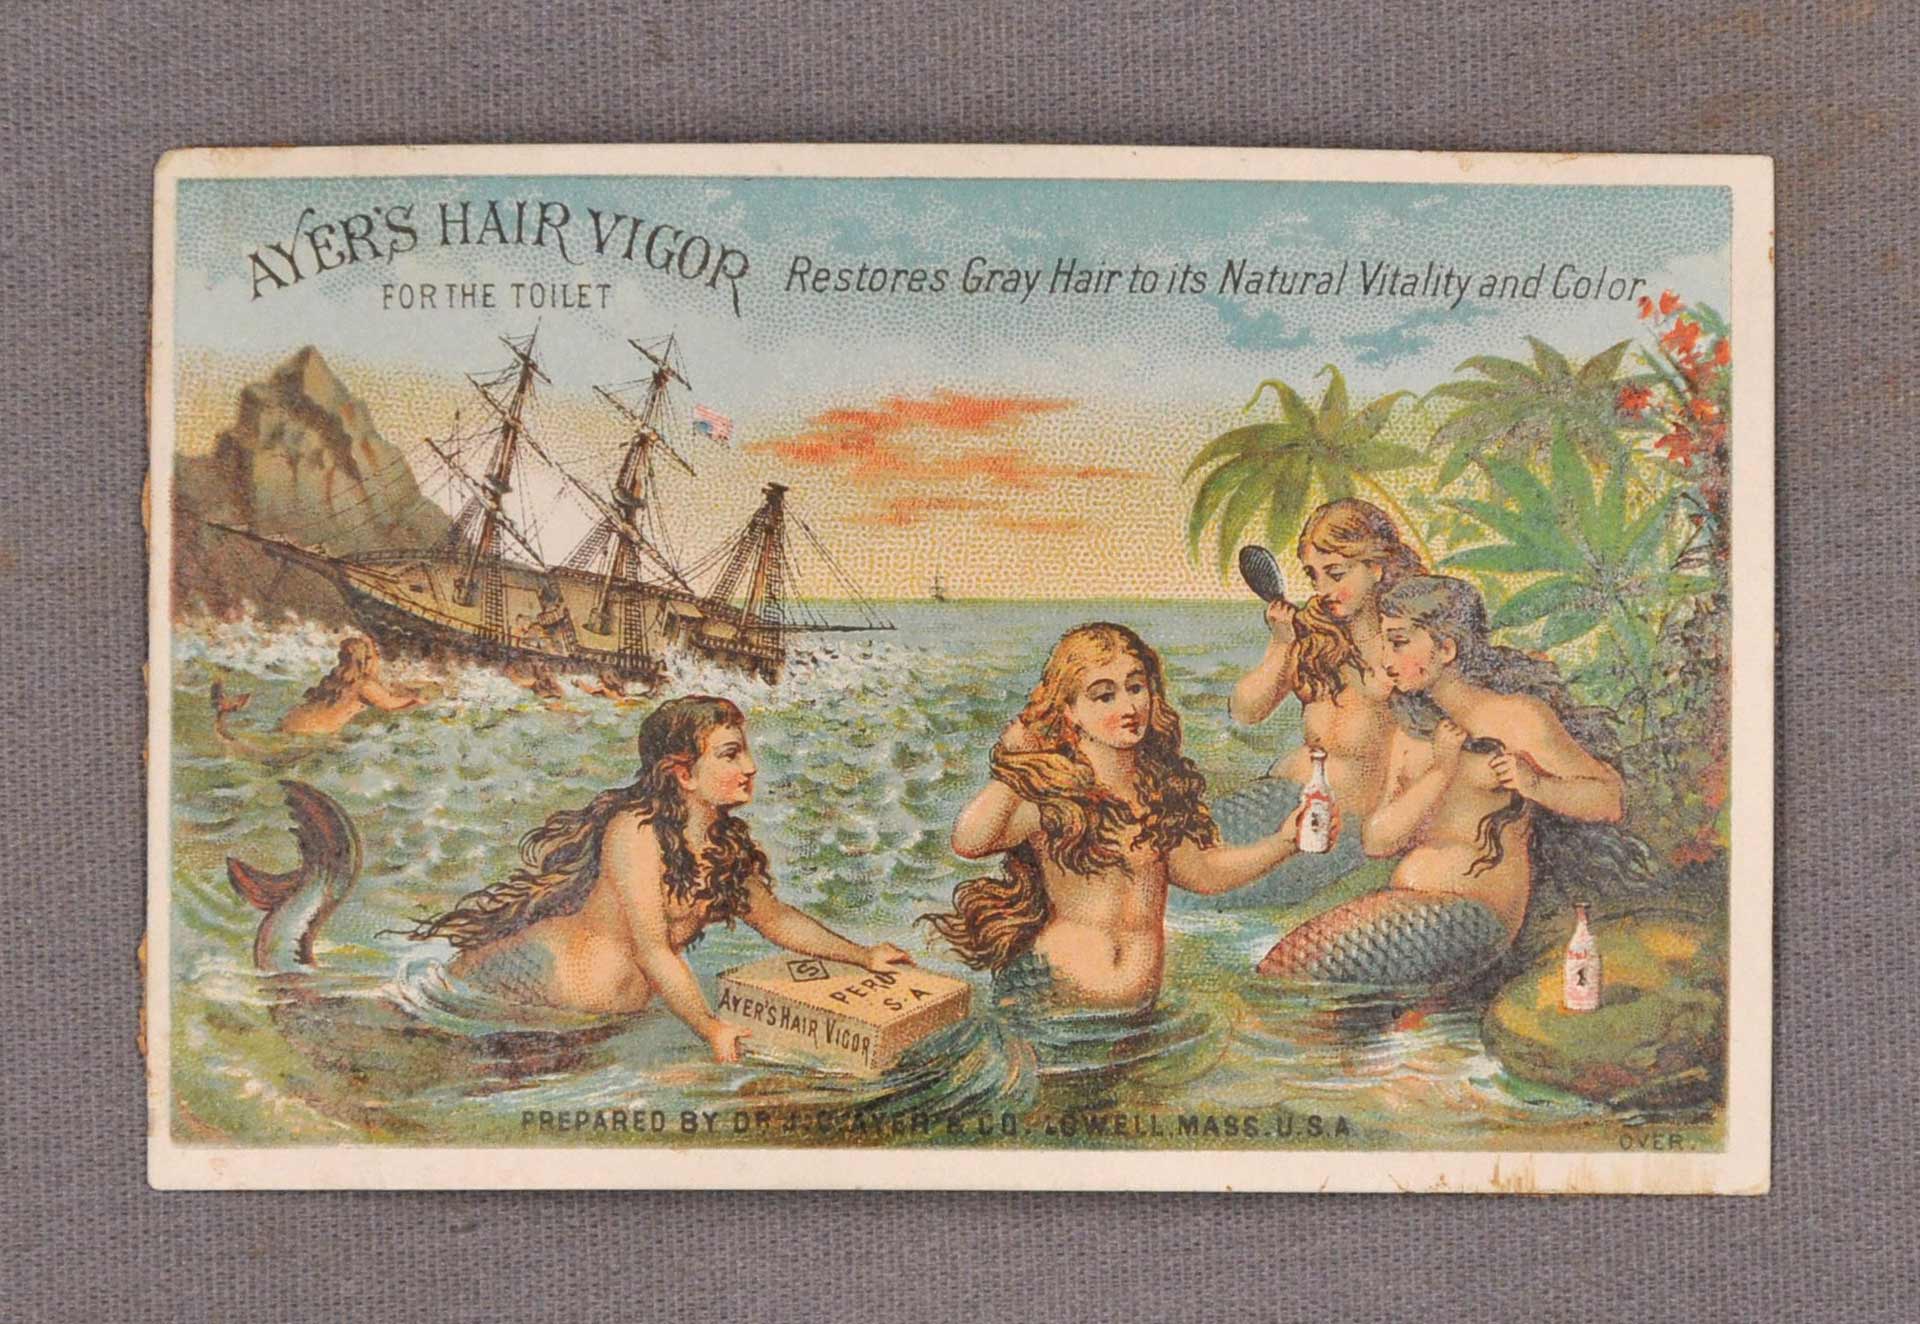 AYER'S HAIR VIGOR
FOR THE TOILET
Restores Gray Hair to its Natural Vitality and Color.
S
PERU
S.A
AYER'S HAIR VIGOR
PREPARED BY DR. J. C. AYER & CO. LOWELL, MASS. U.S.A
OVER.